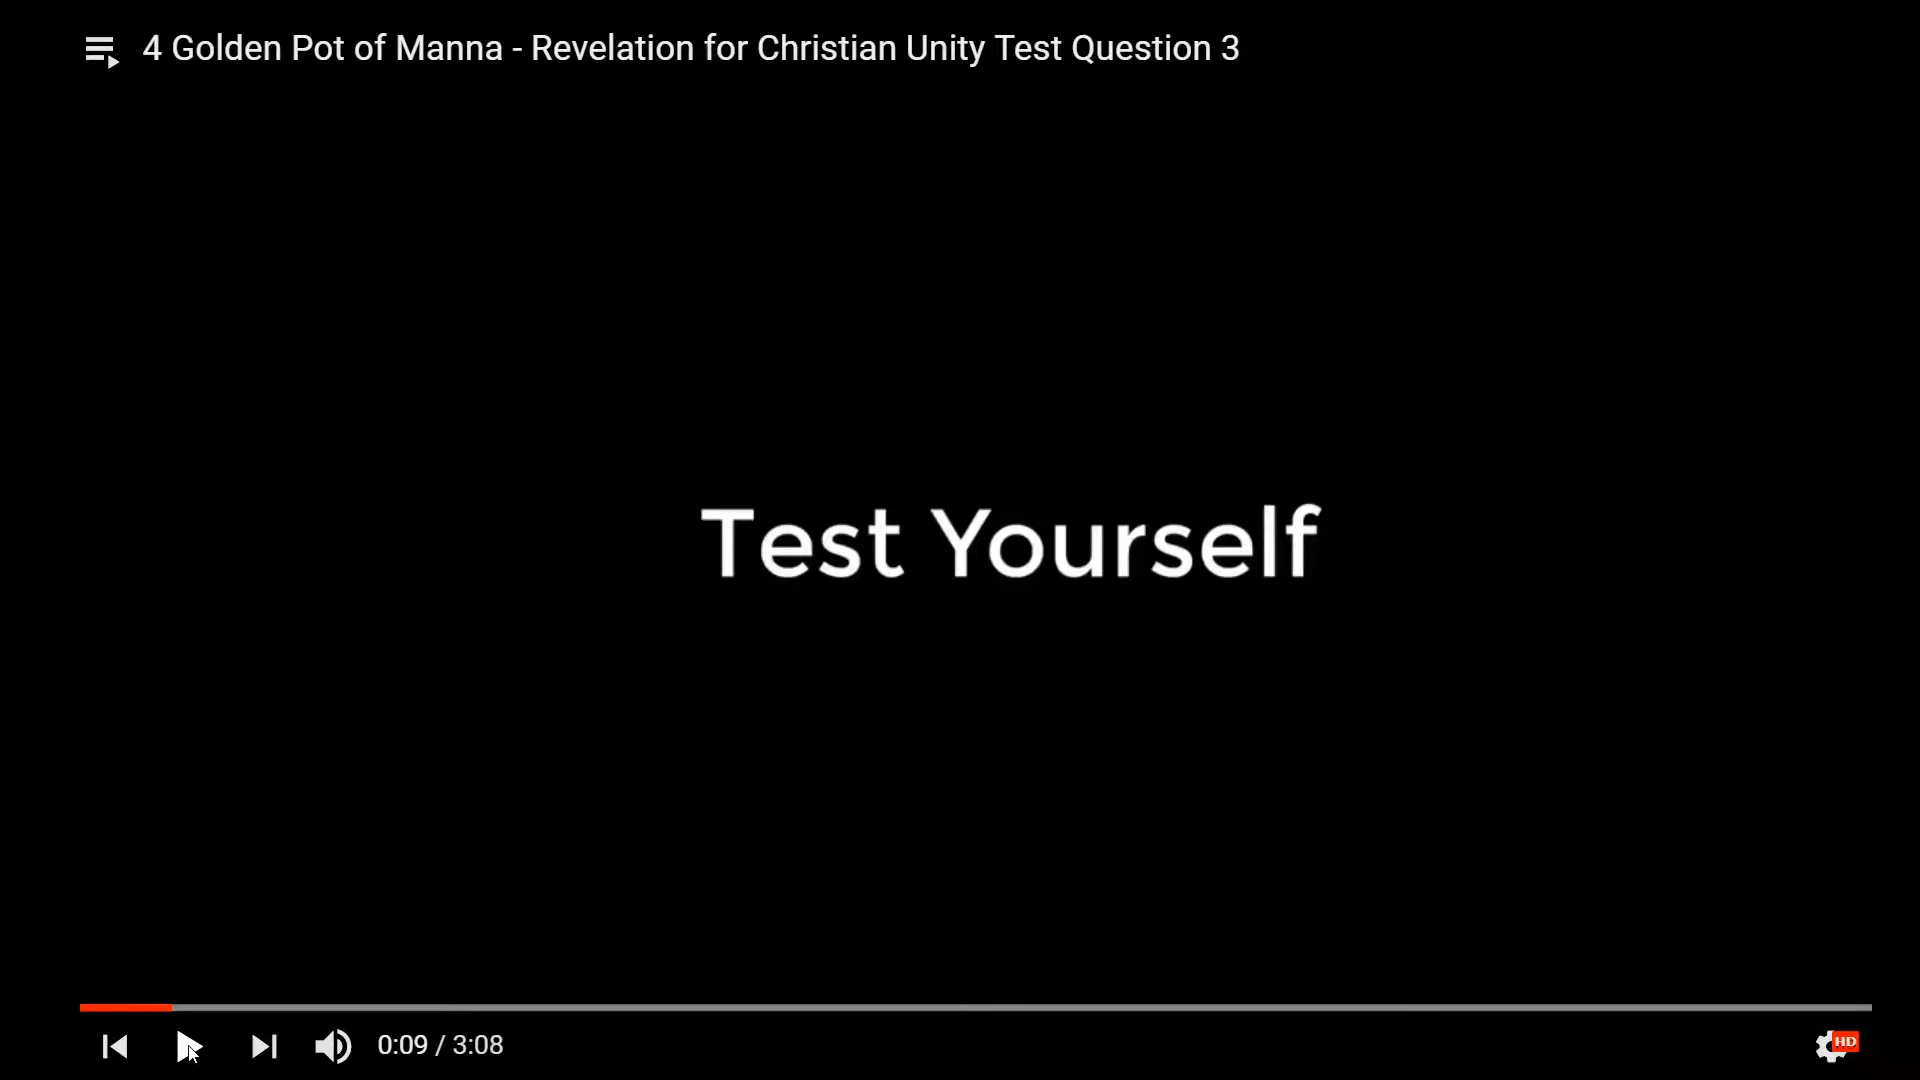 4 Golden Pot of Manna - Revelation for Christian Unity Test Question 3
Test Yourself
0:09 / 3:08
HD